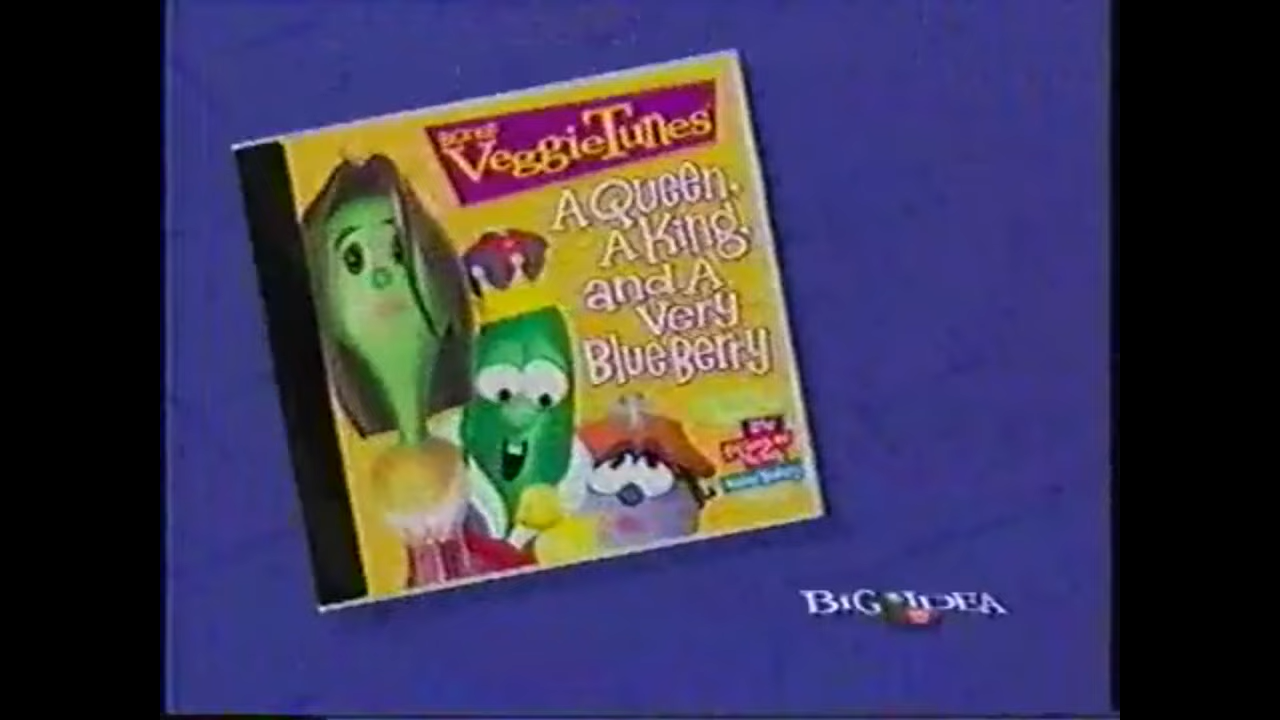 VeggieTunes
A Queen,
A King,
and A
Very
BlueBerry
BIG IDEA